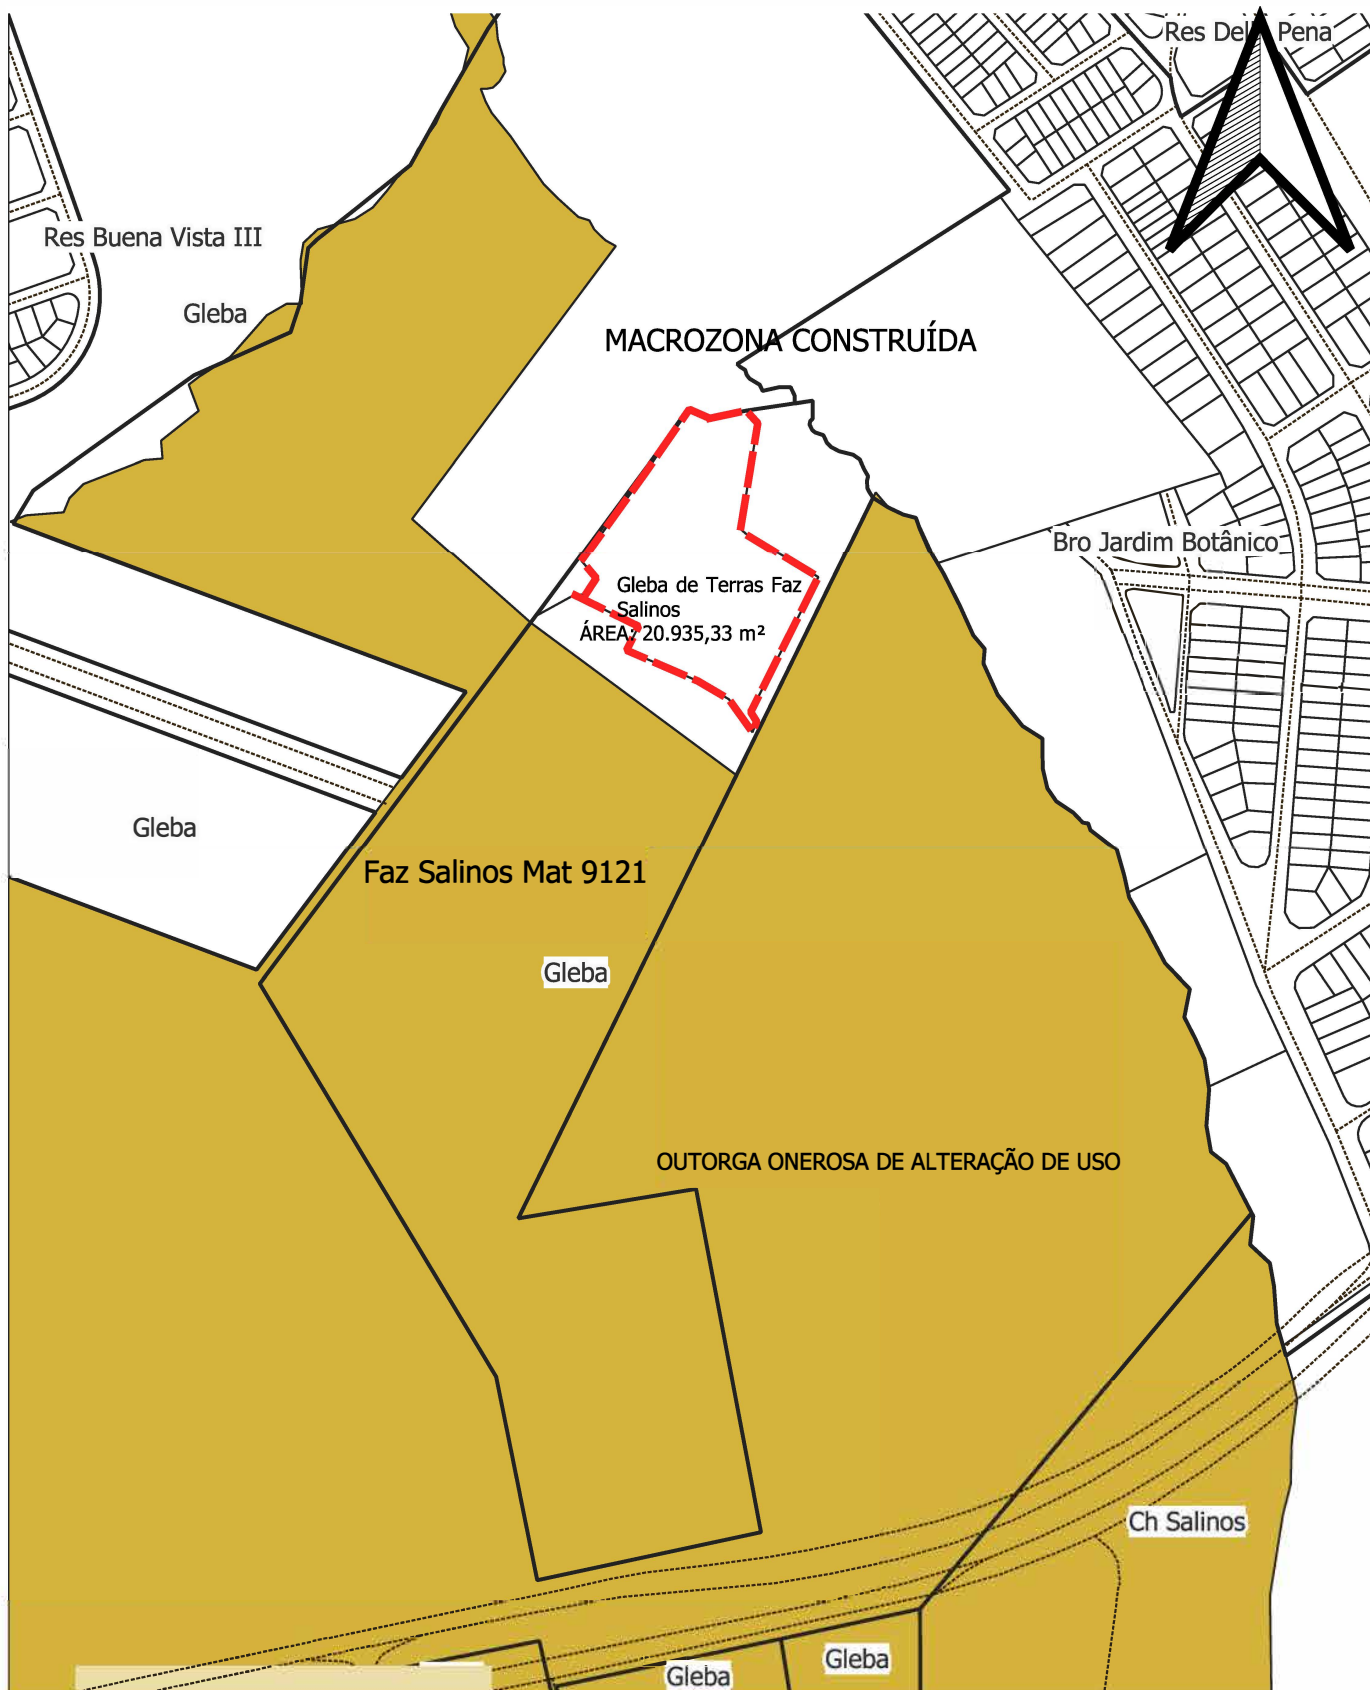 Res Della Pena
Res Buena Vista III
Gleba
MACROZONA CONSTRUÍDA
Bro Jardim Botânico
Gleba de Terras Faz
Salinos
ÁREA: 20.935,33 m²
Gleba
Faz Salinos Mat 9121
Gleba
OUTORGA ONEROSA DE ALTERAÇÃO DE USO
Ch Salinos
Gleba
Gleba